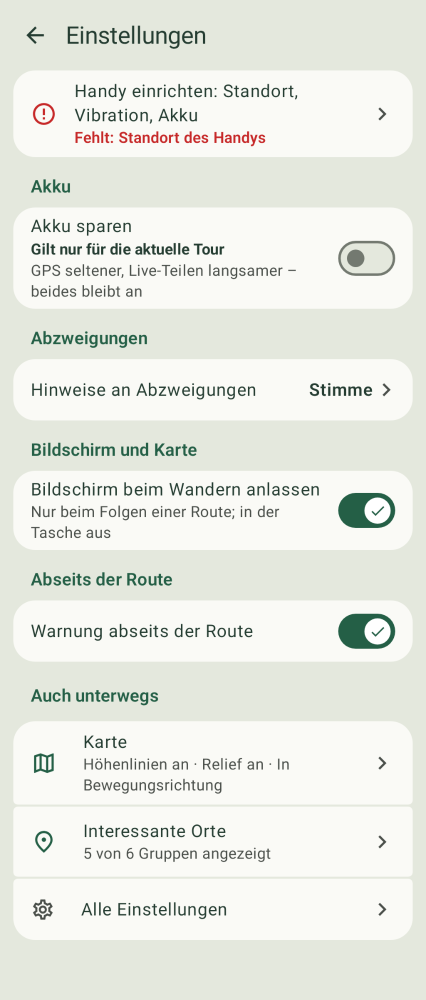 Einstellungen
Handy einrichten: Standort,
Vibration, Akku
Fehlt: Standort des Handys
Akku
Akku sparen
Gilt nur für die aktuelle Tour
GPS seltener, Live-Teilen langsamer –
beides bleibt an
Abzweigungen
Hinweise an Abzweigungen Stimme
Bildschirm und Karte
Bildschirm beim Wandern anlassen
Nur beim Folgen einer Route; in der
Tasche aus
Abseits der Route
Warnung abseits der Route
Auch unterwegs
Karte
Höhenlinien an · Relief an · In
Bewegungsrichtung
Interessante Orte
5 von 6 Gruppen angezeigt
Alle Einstellungen